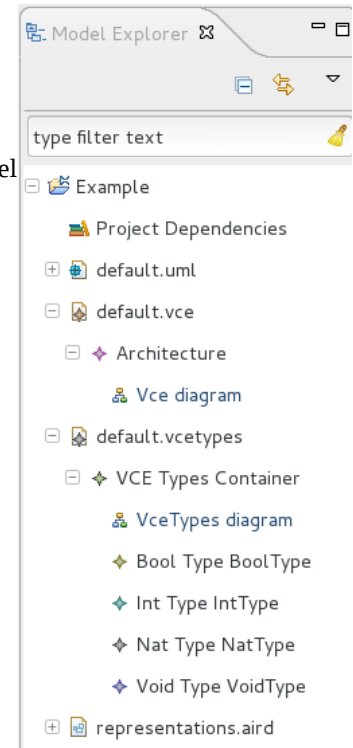 Model Explorer
type filter text
el
Example
Project Dependencies
default.uml
default.vce
Architecture
Vce diagram
default.vcetypes
VCE Types Container
VceTypes diagram
Bool Type BoolType
Int Type IntType
Nat Type NatType
Void Type VoidType
representations.aird